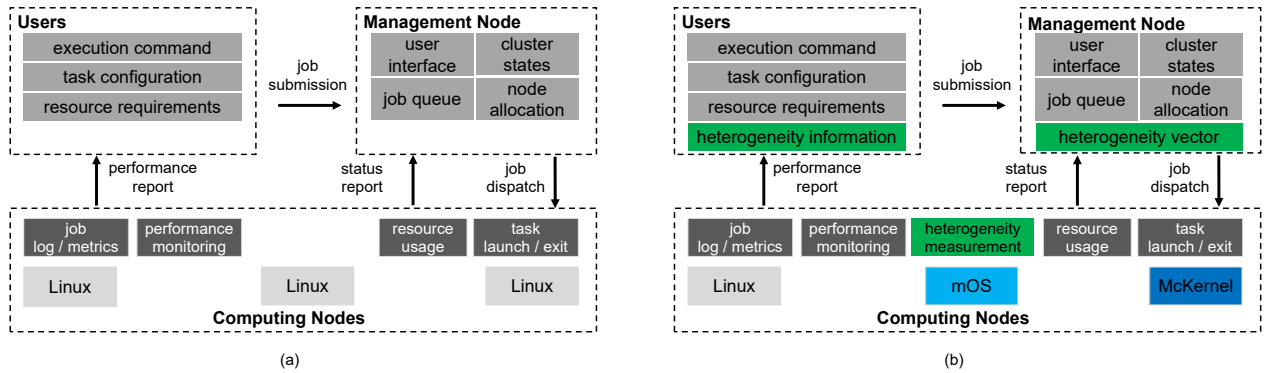 Users
execution command
task configuration
resource requirements
job
submission
Management Node
user
interface
cluster
states
job queue
node
allocation
performance
report
status
report
job
dispatch
job
log / metrics
performance
monitoring
resource
usage
task
launch / exit
Linux
Linux
Linux
Computing Nodes
(a)
Users
execution command
task configuration
resource requirements
heterogeneity information
job
submission
Management Node
user
interface
cluster
states
job queue
node
allocation
heterogeneity vector
performance
report
status
report
job
dispatch
job
log / metrics
performance
monitoring
heterogeneity
measurement
resource
usage
task
launch / exit
Linux
mOS
McKernel
Computing Nodes
(b)